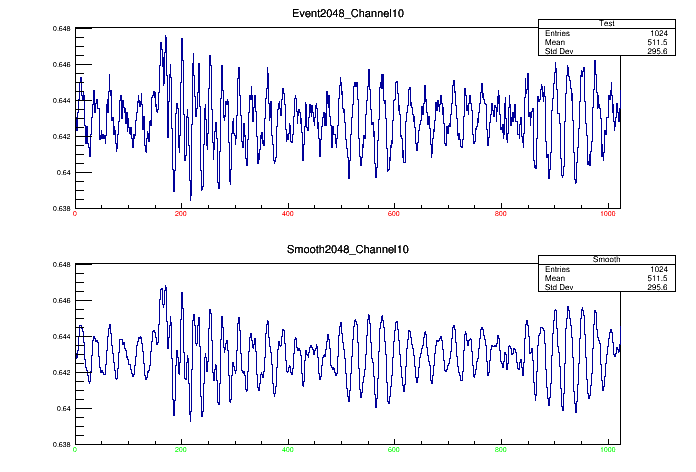 Event2048_Channel10
Test
Entries 1024
Mean 511.5
Std Dev 295.6
0.648
0.646
0.644
0.642
0.64
0.638
0 200 400 600 800 1000
Smooth2048_Channel10
Smooth
Entries 1024
Mean 511.5
Std Dev 295.6
0.648
0.646
0.644
0.642
0.64
0.638
0 200 400 600 800 1000